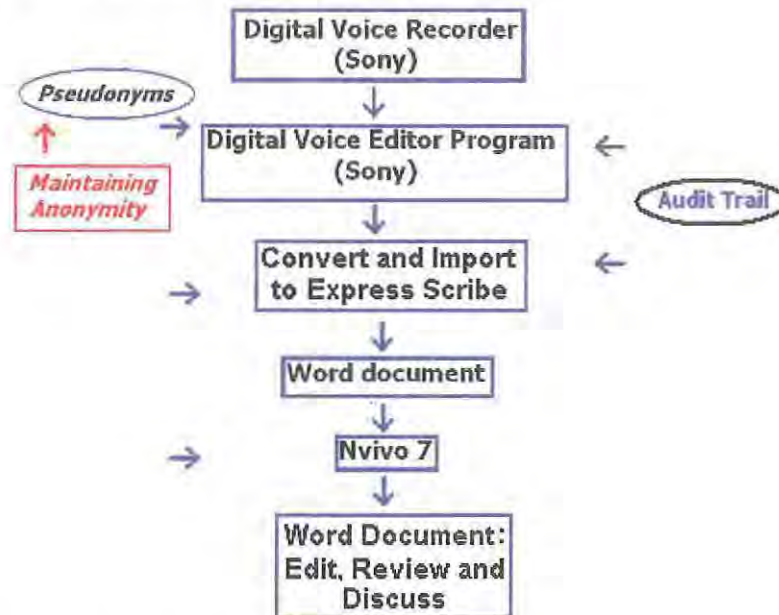 Digital Voice Recorder
(Sony)
Pseudonyms
Digital Voice Editor Program
(Sony)
Maintaining
Anonymity
Audit Trail
Convert and Import
to Express Scribe
Word document
Nvivo 7
Word Document:
Edit, Review and
Discuss